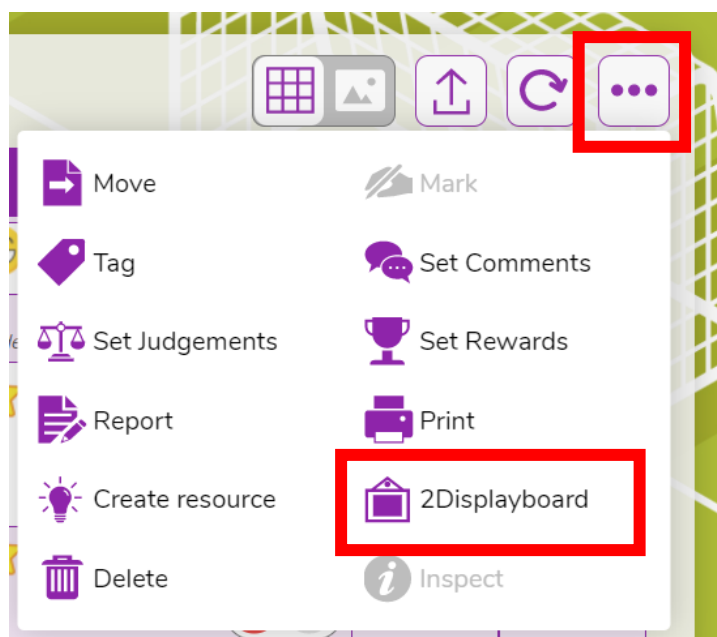 Move
Mark
Tag
Set Comments
Set Judgements
Set Rewards
Report
Print
Create resource
2Displayboard
Delete
Inspect